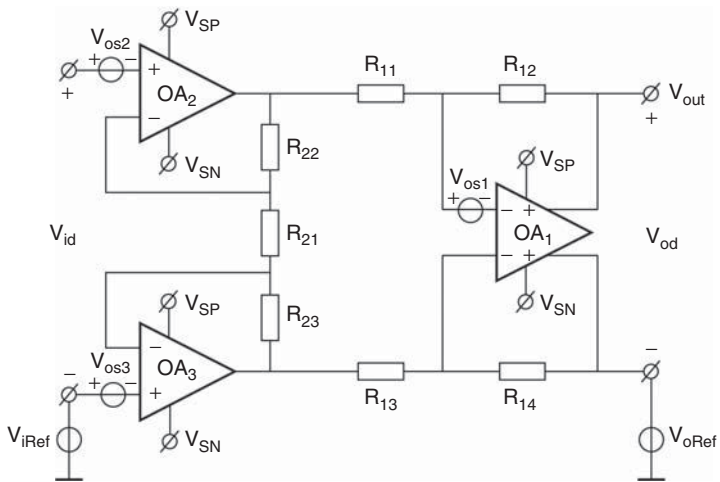 V_SP
V_os2
+ −
+
OA_2
−
+
V_SN
R_22
R_11
R_12
V_out
+
V_SP
V_os1
+ −
− +
OA_1
− +
V_SN
V_id
R_21
V_od
V_SP
R_23
−
V_os3
+ −
−
OA_3
+
V_iRef
V_SN
R_13
R_14
−
V_oRef